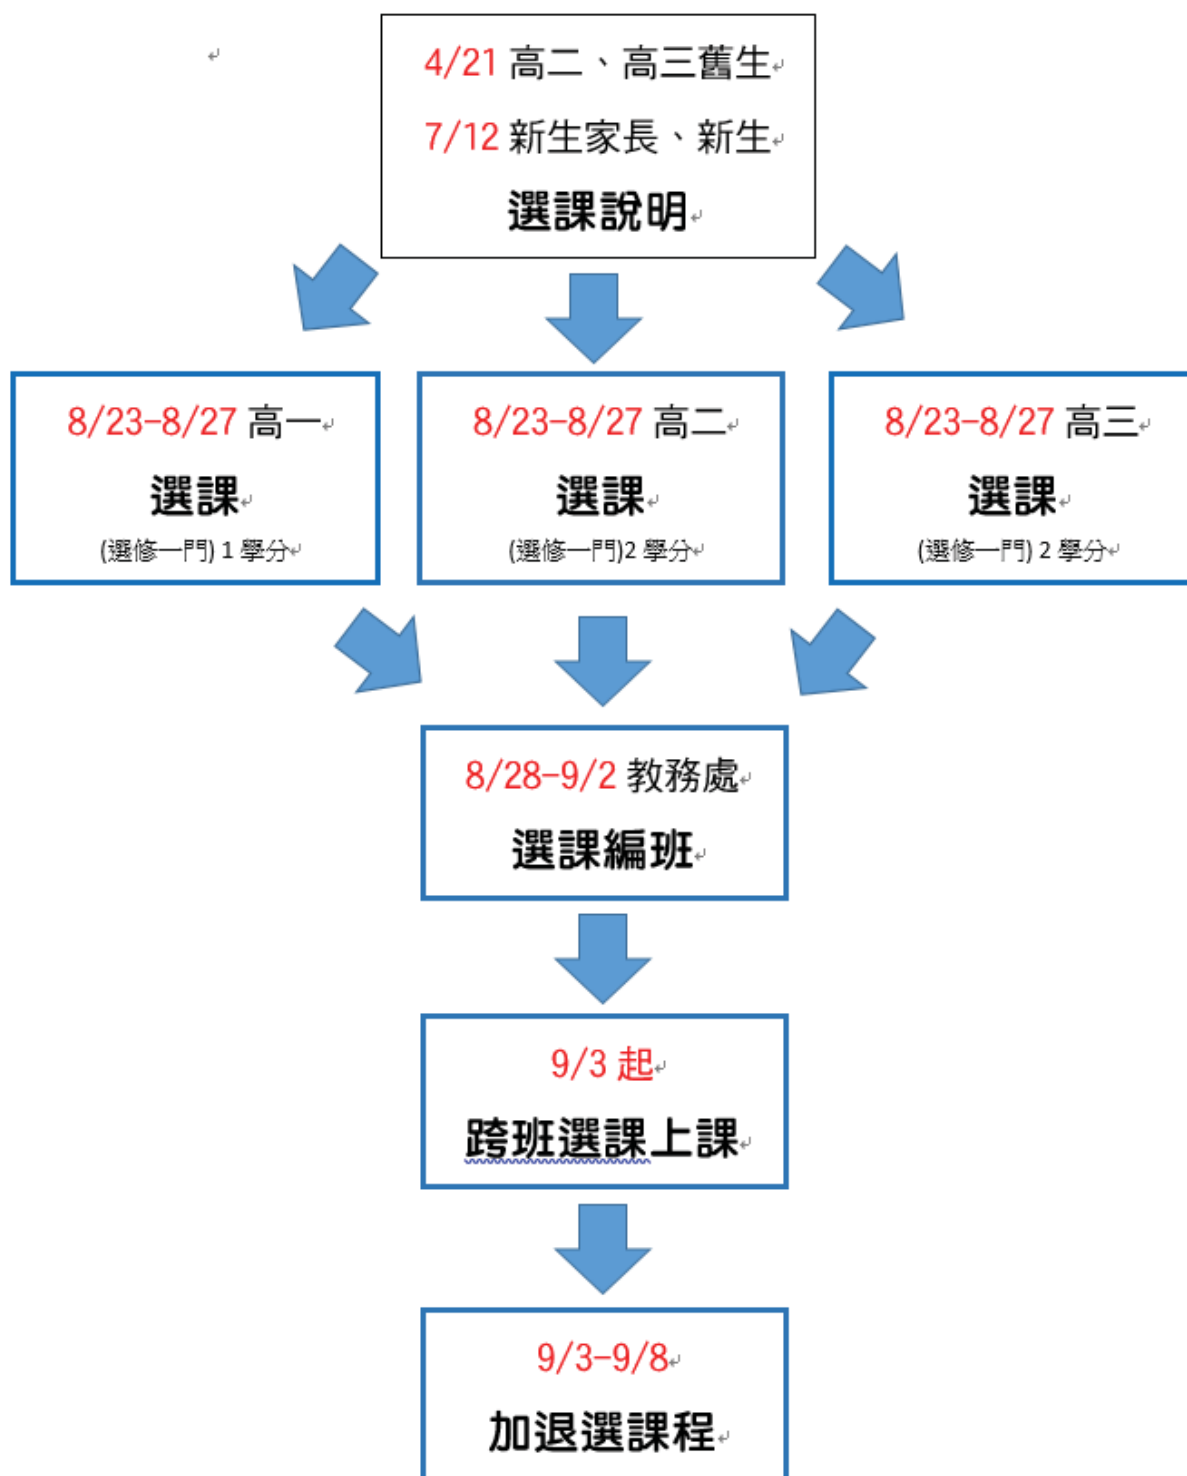 4/21 高二、高三舊生
7/12 新生家長、新生
選課說明
8/23-8/27 高一
選課
(選修一門) 1 學分
8/23-8/27 高二
選課
(選修一門)2 學分
8/23-8/27 高三
選課
(選修一門) 2 學分
8/28-9/2 教務處
選課編班
9/3 起
跨班選課上課
9/3-9/8
加退選課程